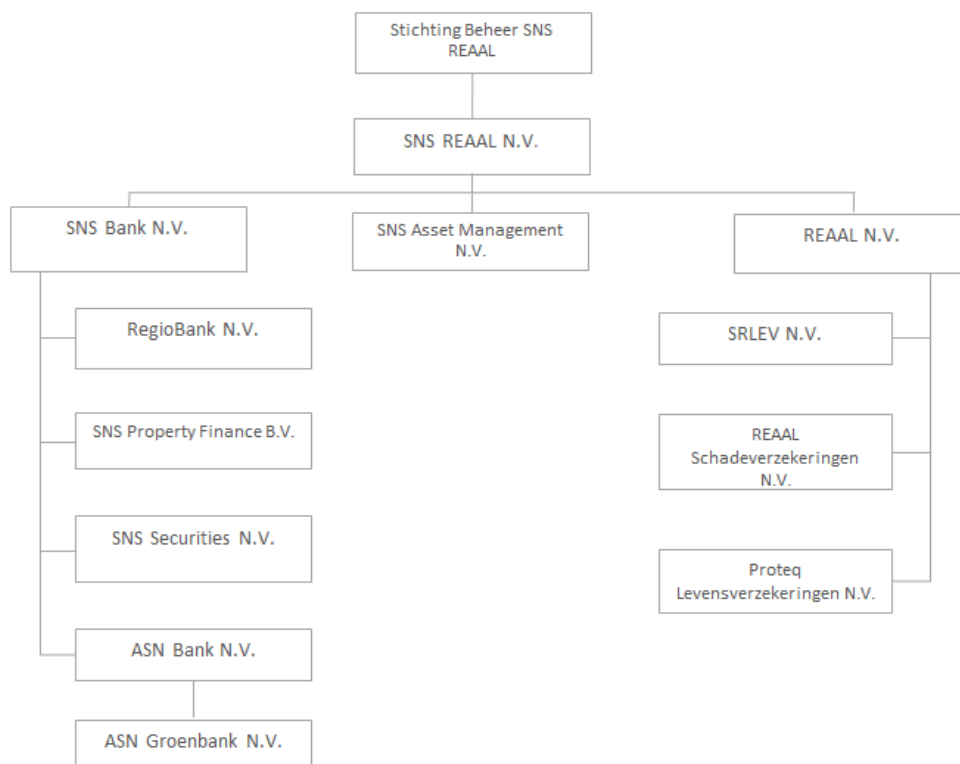 Stichting Beheer SNS
REAAL
SNS REAAL N.V.
SNS Bank N.V.
SNS Asset Management
N.V.
REAAL N.V.
RegioBank N.V.
SRLEV N.V.
SNS Property Finance B.V.
REAAL
Schadeverzekeringen
N.V.
SNS Securities N.V.
Proteq
Levensverzekeringen N.V.
ASN Bank N.V.
ASN Groenbank N.V.